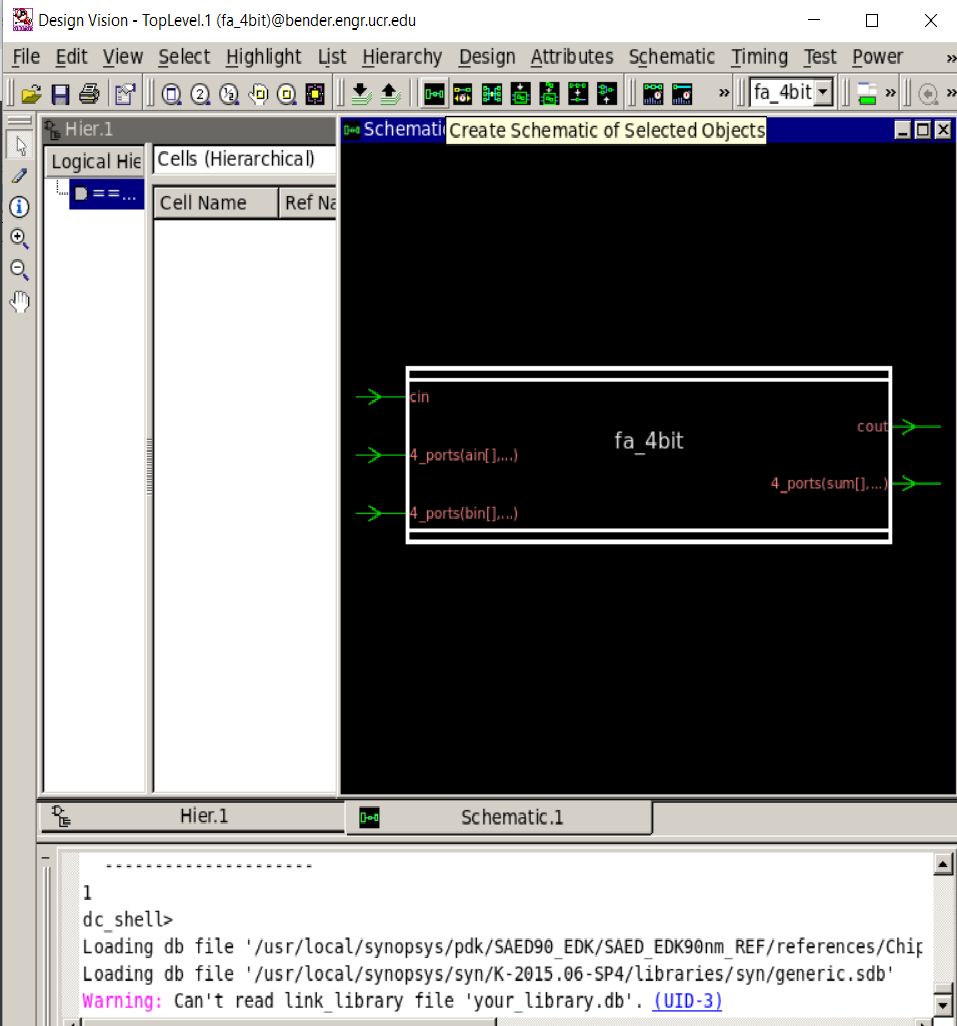 Design Vision - TopLevel.1 (fa_4bit)@bender.engr.ucr.edu
File Edit View Select Highlight List Hierarchy Design Attributes Schematic Timing Test Power »
2 ½ » fa_4bit » »
Hier.1
Schemati
Create Schematic of Selected Objects
Logical Hie
Cells (Hierarchical)
==...
Cell Name
Ref Na
cin
cout
fa_4bit
4_ports(ain[],...)
4_ports(sum[],...)
4_ports(bin[],...)
Hier.1
Schematic.1
---------------------
1
dc_shell>
Loading db file '/usr/local/synopsys/pdk/SAED90_EDK/SAED_EDK90nm_REF/references/Chip
Loading db file '/usr/local/synopsys/syn/K-2015.06-SP4/libraries/syn/generic.sdb'
Warning: Can't read link_library file 'your_library.db'. (UID-3)